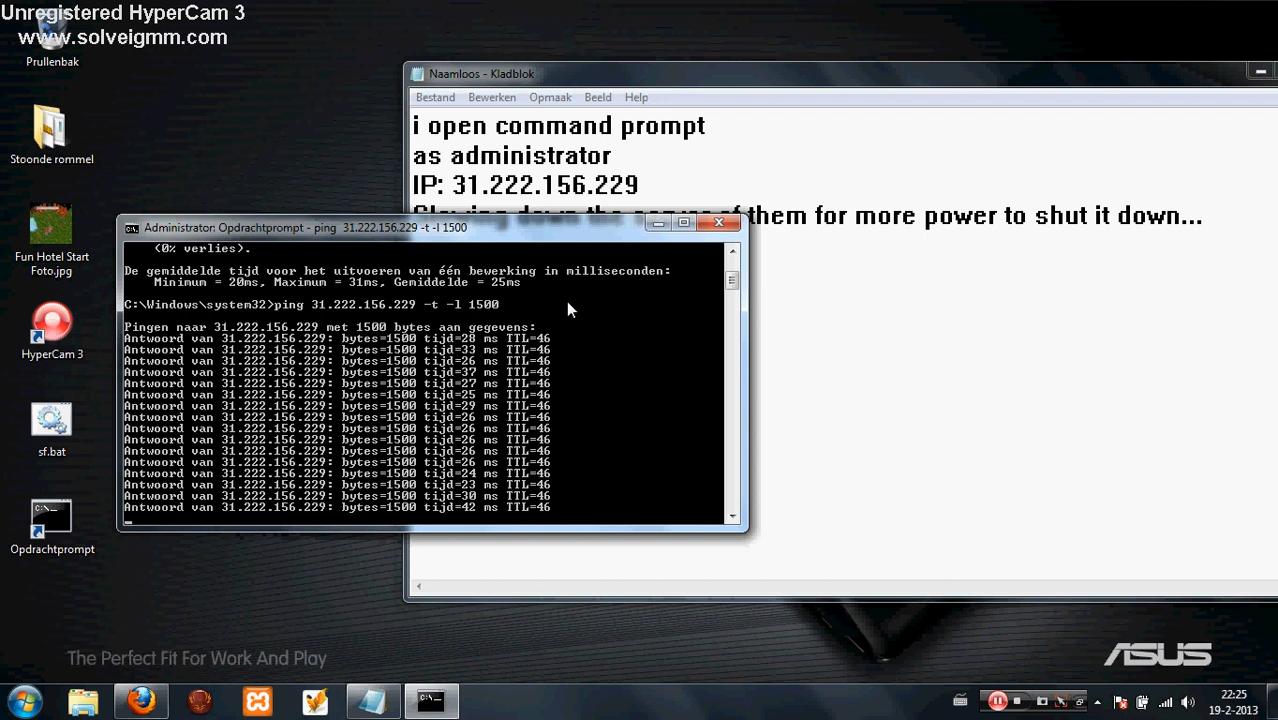 Unregistered HyperCam 3
www.solveigmm.com
Prullenbak
Stoonde rommel
Fun Hotel Start
Foto.jpg
HyperCam 3
sf.bat
Opdrachtprompt
Naamloos - Kladblok
Bestand Bewerken Opmaak Beeld Help
i open command prompt
as administrator
IP: 31.222.156.229
Slowing down the power of them for more power to shut it down...
Administrator: Opdrachtprompt - ping 31.222.156.229 -t -l 1500
(0% verlies).
De gemiddelde tijd voor het uitvoeren van één bewerking in milliseconden:
Minimum = 20ms, Maximum = 31ms, Gemiddelde = 25ms
C:\Windows\system32>ping 31.222.156.229 -t -l 1500
Pingen naar 31.222.156.229 met 1500 bytes aan gegevens:
Antwoord van 31.222.156.229: bytes=1500 tijd=28 ms TTL=46
Antwoord van 31.222.156.229: bytes=1500 tijd=33 ms TTL=46
Antwoord van 31.222.156.229: bytes=1500 tijd=26 ms TTL=46
Antwoord van 31.222.156.229: bytes=1500 tijd=37 ms TTL=46
Antwoord van 31.222.156.229: bytes=1500 tijd=27 ms TTL=46
Antwoord van 31.222.156.229: bytes=1500 tijd=25 ms TTL=46
Antwoord van 31.222.156.229: bytes=1500 tijd=29 ms TTL=46
Antwoord van 31.222.156.229: bytes=1500 tijd=26 ms TTL=46
Antwoord van 31.222.156.229: bytes=1500 tijd=26 ms TTL=46
Antwoord van 31.222.156.229: bytes=1500 tijd=26 ms TTL=46
Antwoord van 31.222.156.229: bytes=1500 tijd=26 ms TTL=46
Antwoord van 31.222.156.229: bytes=1500 tijd=26 ms TTL=46
Antwoord van 31.222.156.229: bytes=1500 tijd=24 ms TTL=46
Antwoord van 31.222.156.229: bytes=1500 tijd=23 ms TTL=46
Antwoord van 31.222.156.229: bytes=1500 tijd=30 ms TTL=46
Antwoord van 31.222.156.229: bytes=1500 tijd=42 ms TTL=46
The Perfect Fit For Work And Play
ASUS
22:25
19-2-2013